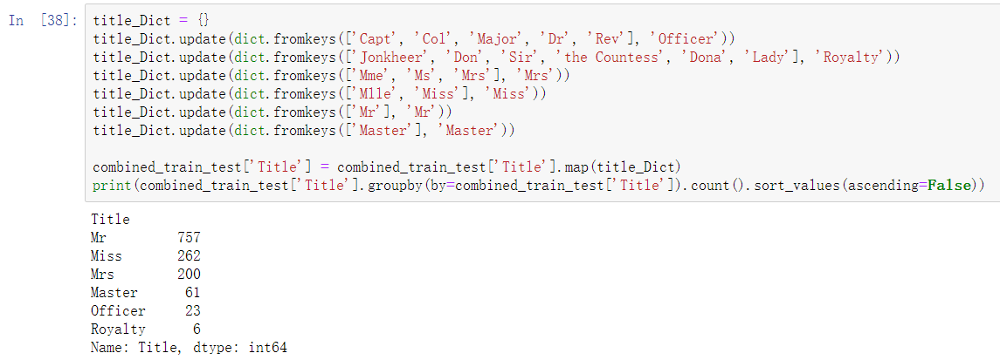 In [38]: title_Dict = {}
title_Dict.update(dict.fromkeys(['Capt', 'Col', 'Major', 'Dr', 'Rev'], 'Officer'))
title_Dict.update(dict.fromkeys(['Jonkheer', 'Don', 'Sir', 'the Countess', 'Dona', 'Lady'], 'Royalty'))
title_Dict.update(dict.fromkeys(['Mme', 'Ms', 'Mrs'], 'Mrs'))
title_Dict.update(dict.fromkeys(['Mlle', 'Miss'], 'Miss'))
title_Dict.update(dict.fromkeys(['Mr'], 'Mr'))
title_Dict.update(dict.fromkeys(['Master'], 'Master'))
combined_train_test['Title'] = combined_train_test['Title'].map(title_Dict)
print(combined_train_test['Title'].groupby(by=combined_train_test['Title']).count().sort_values(ascending=False))
Title
Mr 757
Miss 262
Mrs 200
Master 61
Officer 23
Royalty 6
Name: Title, dtype: int64